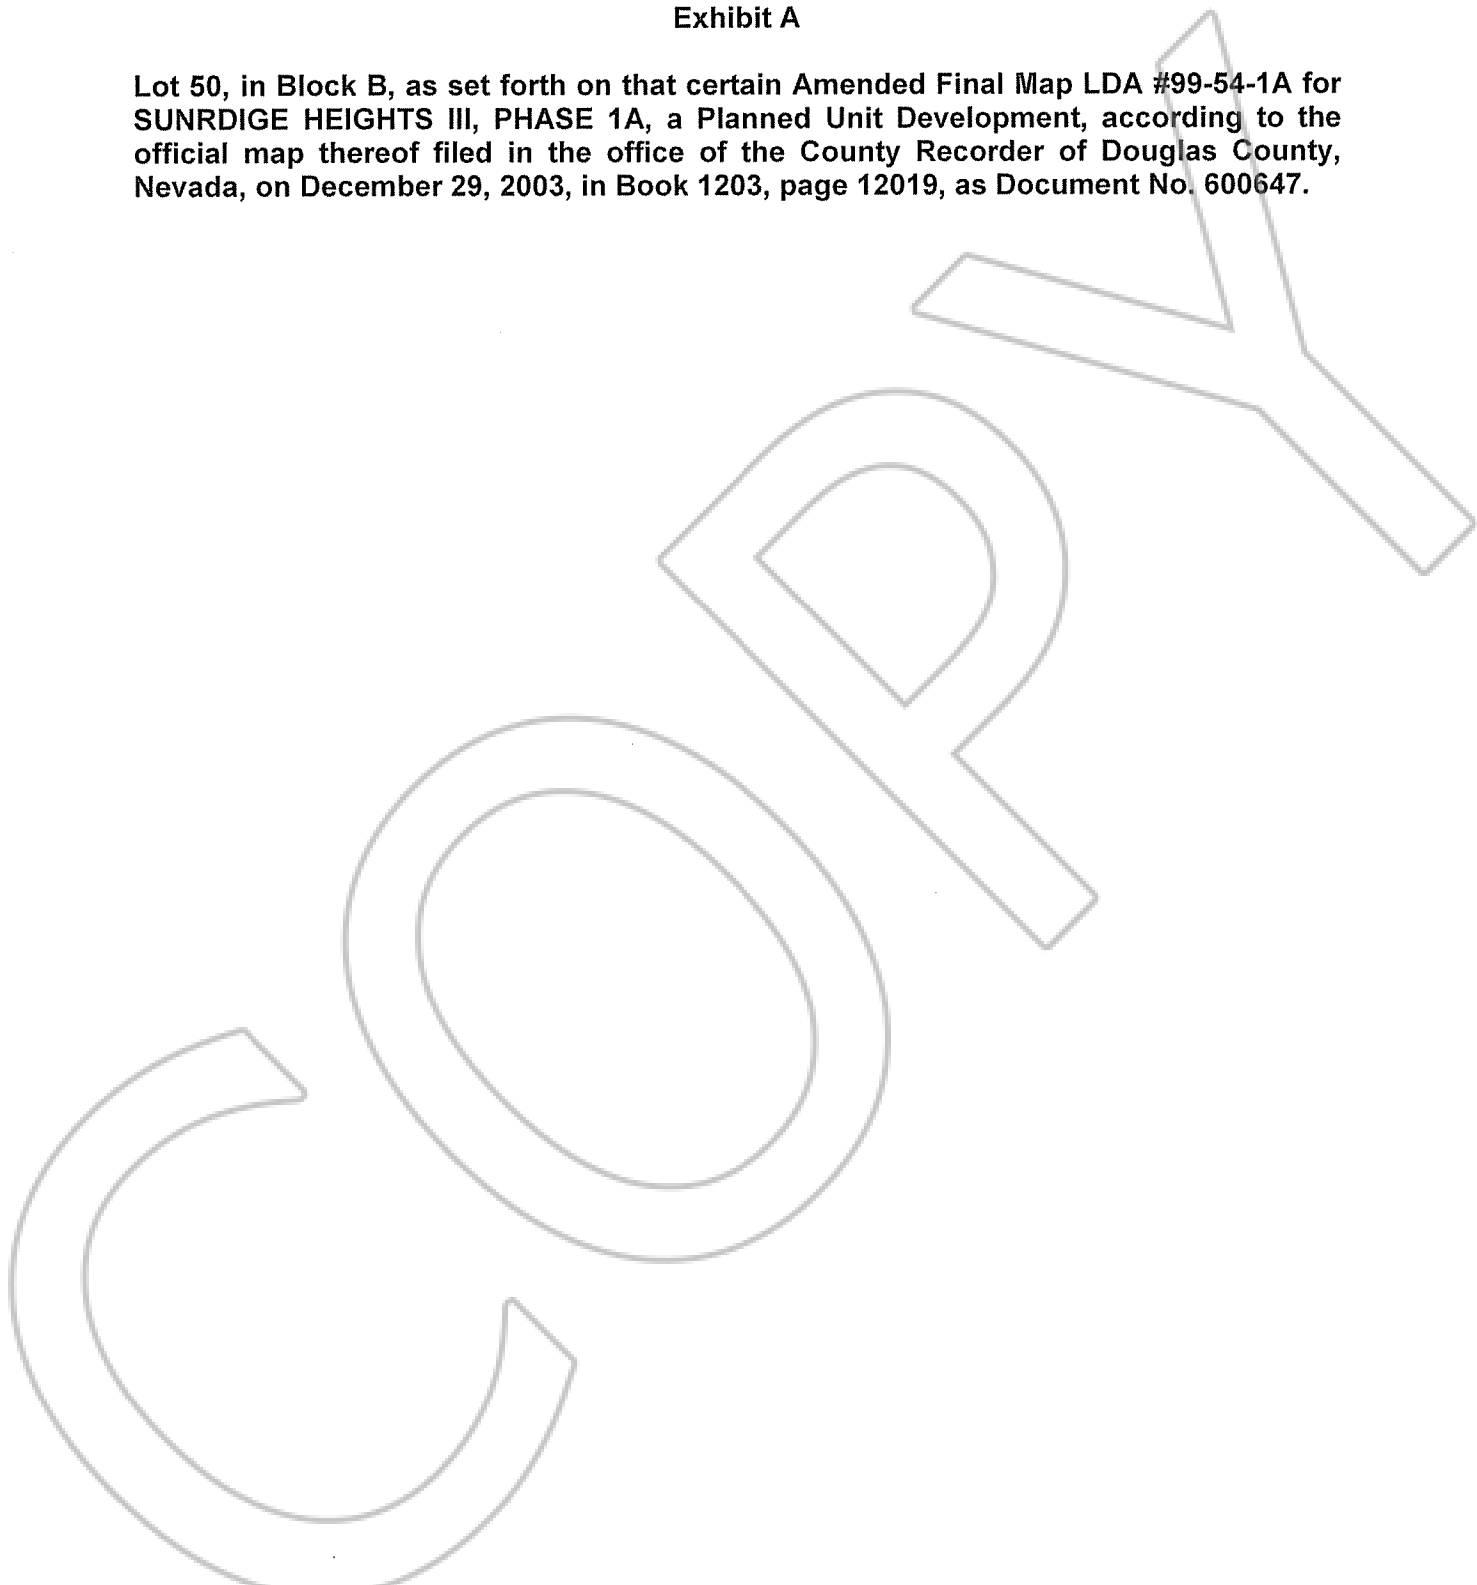 Exhibit A
Lot 50, in Block B, as set forth on that certain Amended Final Map LDA #99-54-1A for
SUNRDIGE HEIGHTS III, PHASE 1A, a Planned Unit Development, according to the
official map thereof filed in the office of the County Recorder of Douglas County,
Nevada, on December 29, 2003, in Book 1203, page 12019, as Document No. 600647.
COPY